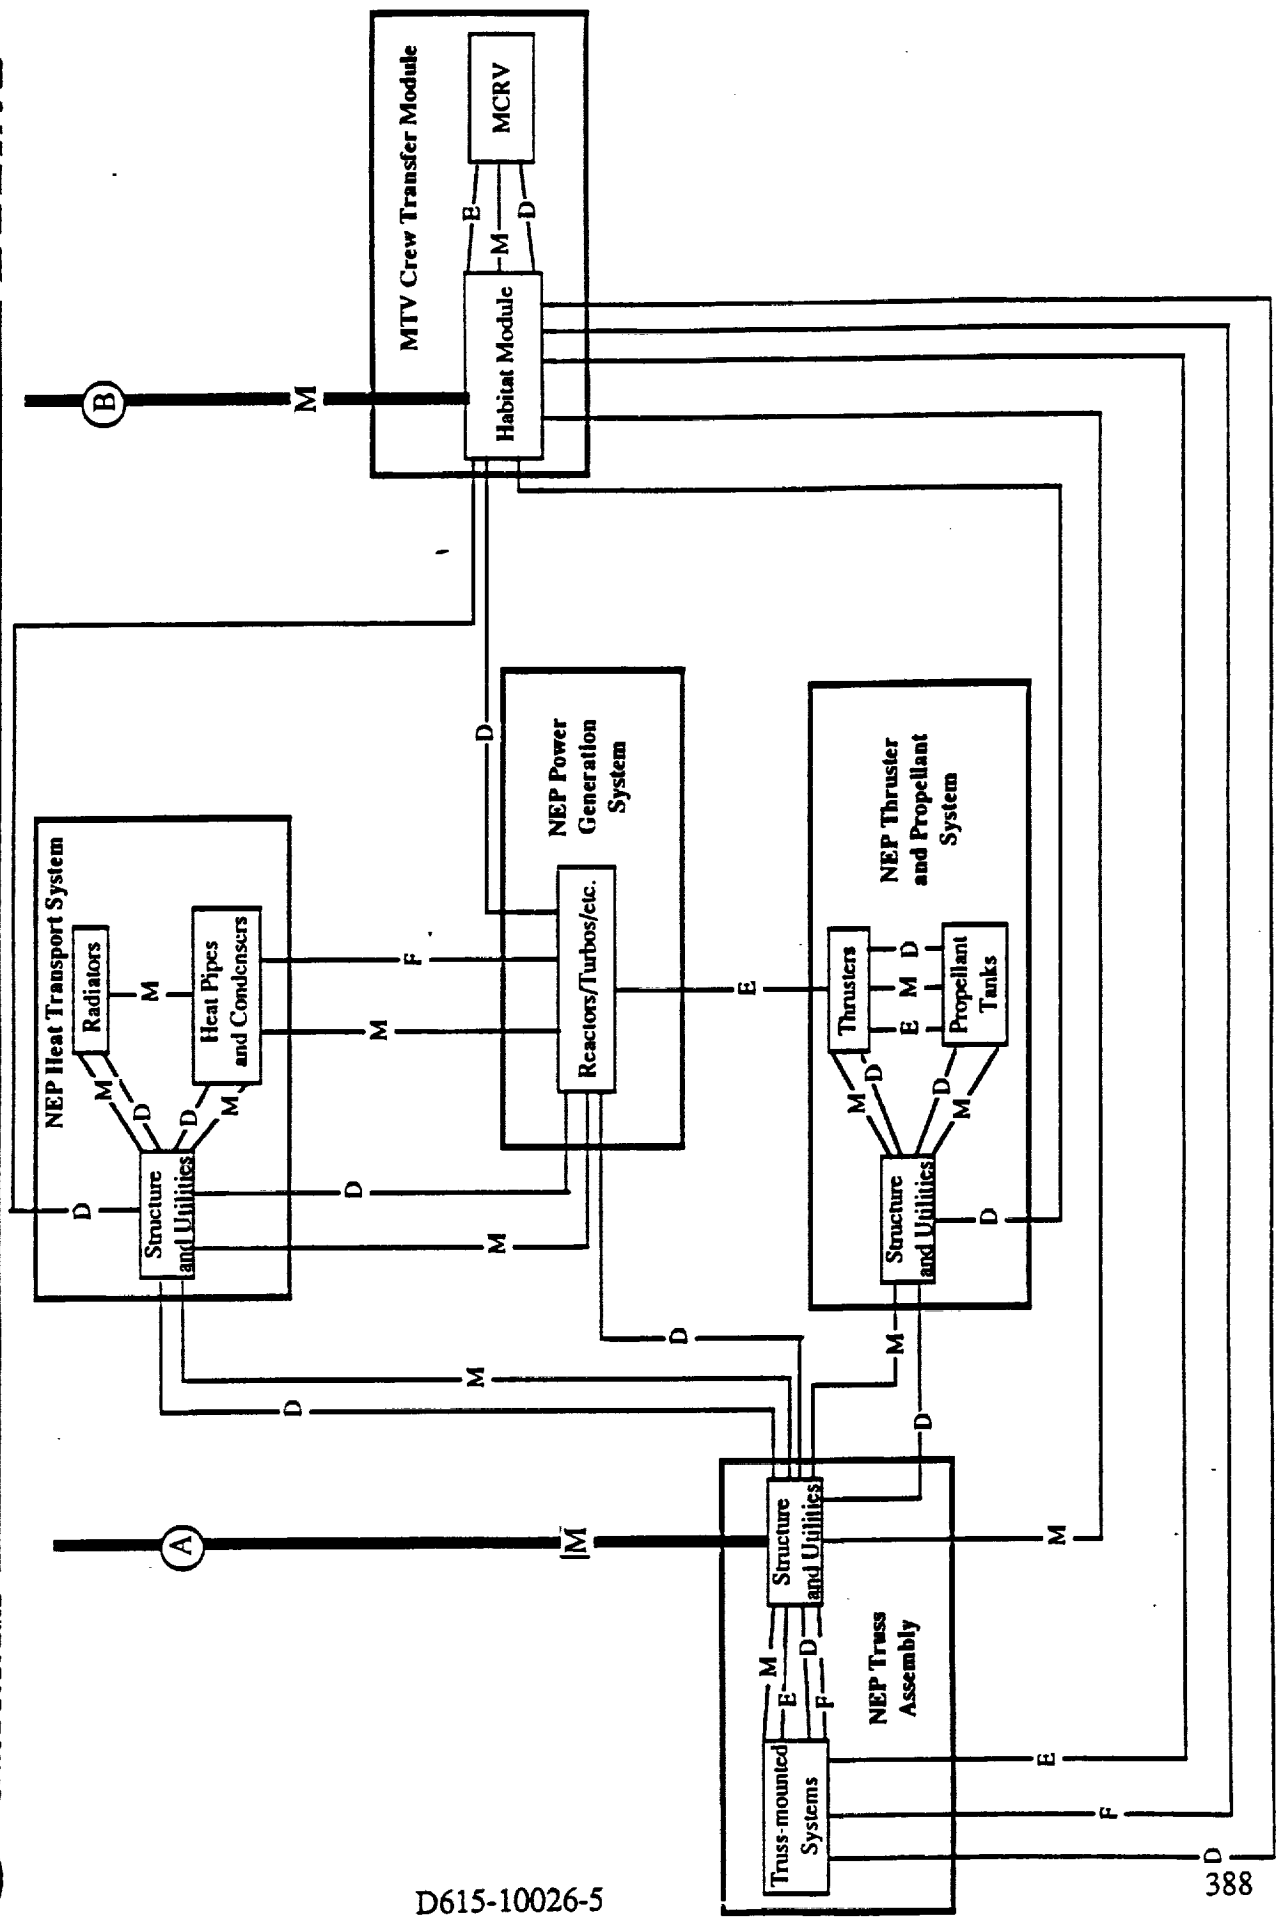 MTV Crew Transfer Module
MCRV
E
M
D
Habitat Module
B
M
NEP Heat Transport System
Radiators
M
Heat Pipes
and Condensers
M
D
D
M
Structure
and Utilities
D
D
F
M
D
M
NEP Power
Generation
System
Reactors/Turbos/etc.
E
NEP Thruster
and Propellant
System
Thrusters
E
M
D
Propellant
Tanks
M
D
D
M
Structure
and Utilities
D
D
M
D
M
D
A
M
Structure
and Utilities
M
E
D
F
Truss-mounted
Systems
NEP Truss
Assembly
M
E
F
D
D615-10026-5
388